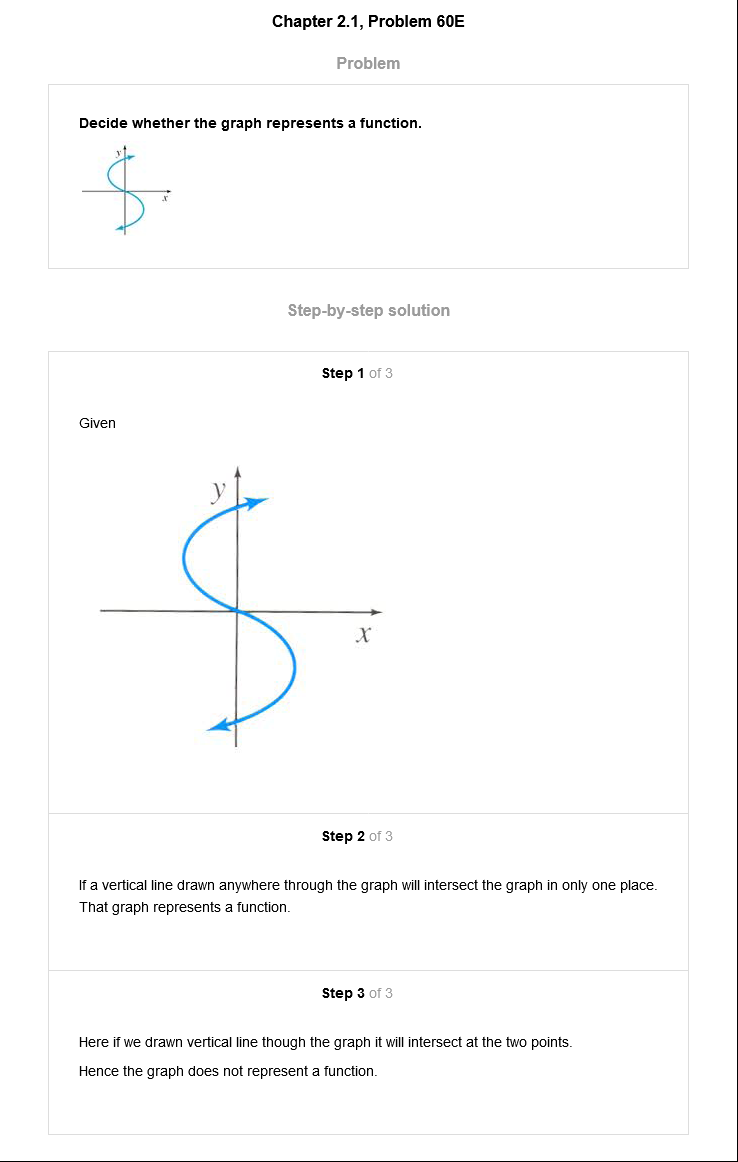 Chapter 2.1, Problem 60E
Problem
Decide whether the graph represents a function.
y
x
Step-by-step solution
Step 1 of 3
Given
y
x
Step 2 of 3
If a vertical line drawn anywhere through the graph will intersect the graph in only one place.
That graph represents a function.
Step 3 of 3
Here if we drawn vertical line though the graph it will intersect at the two points.
Hence the graph does not represent a function.